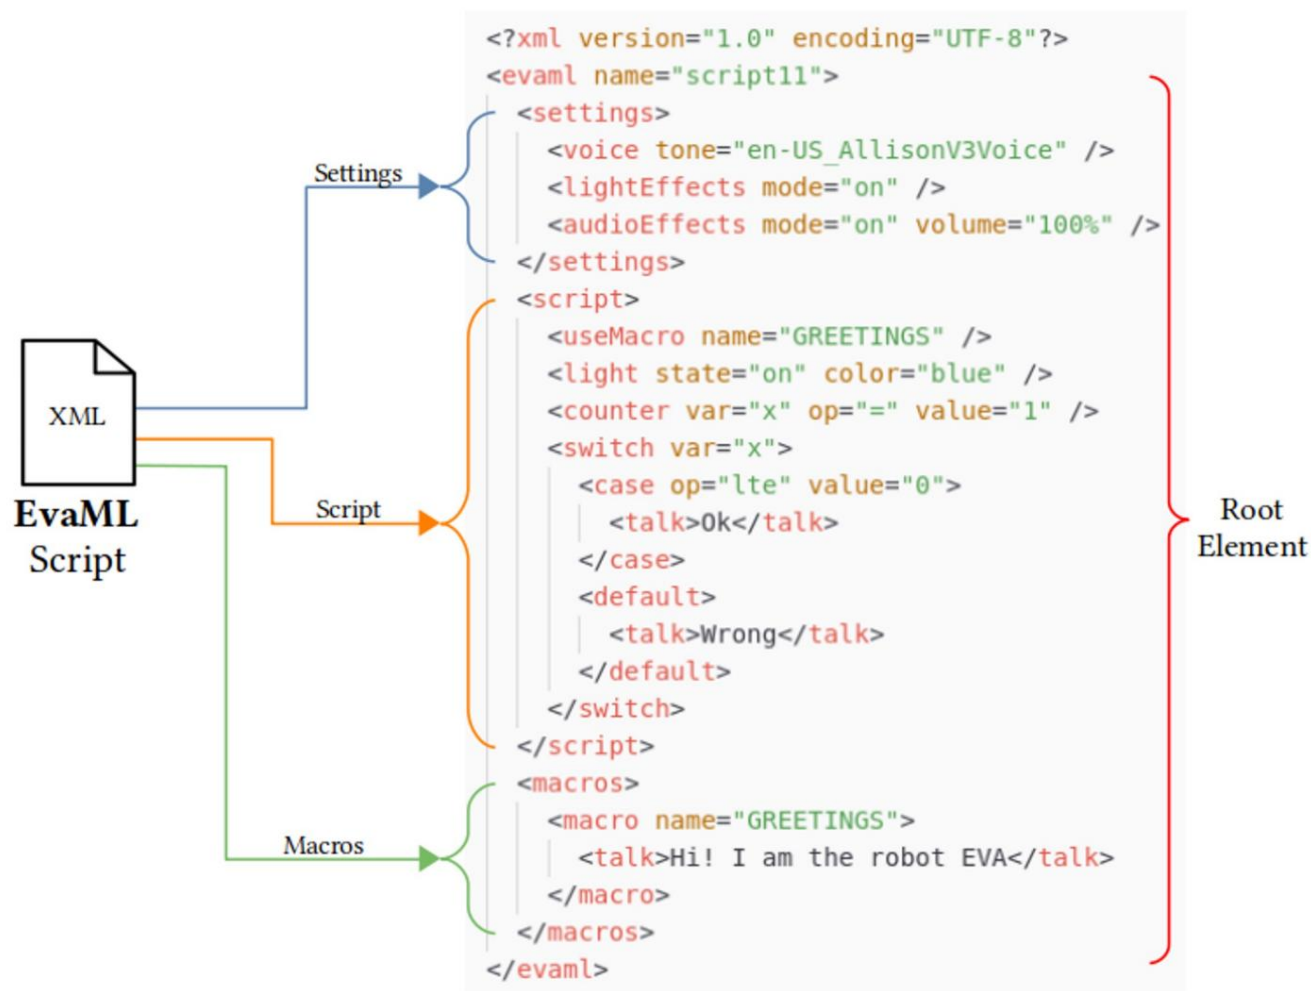 XML
EvaML
Script
Settings
Script
Macros
<?xml version="1.0" encoding="UTF-8"?>
<evaml name="script11">
<settings>
<voice tone="en-US_AllisonV3Voice" />
<lightEffects mode="on" />
<audioEffects mode="on" volume="100%" />
</settings>
<script>
<useMacro name="GREETINGS" />
<light state="on" color="blue" />
<counter var="x" op="=" value="1" />
<switch var="x">
<case op="lte" value="0">
<talk>Ok</talk>
</case>
<default>
<talk>Wrong</talk>
</default>
</switch>
</script>
<macros>
<macro name="GREETINGS">
<talk>Hi! I am the robot EVA</talk>
</macro>
</macros>
</evaml>
Root
Element